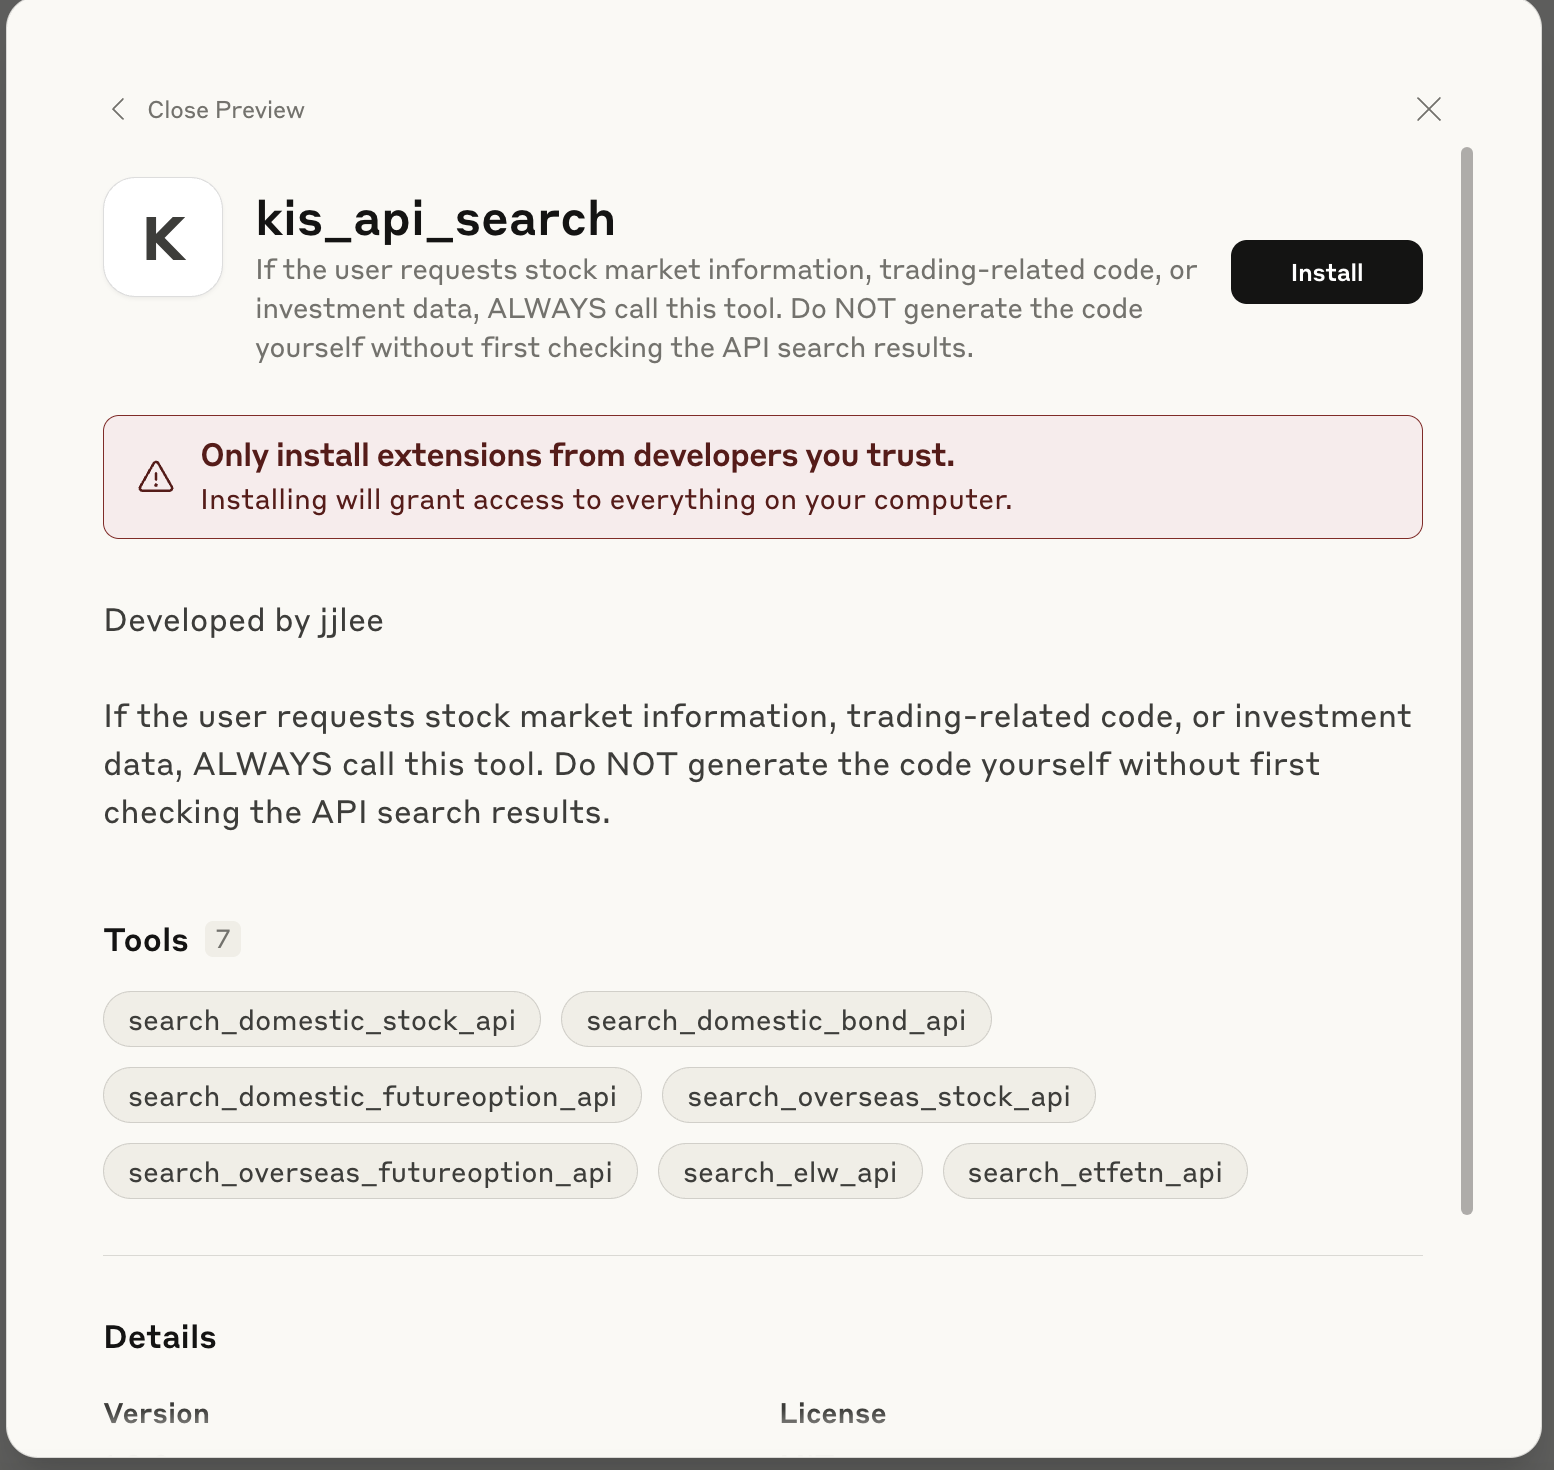 Close Preview
K
kis_api_search
If the user requests stock market information, trading-related code, or
investment data, ALWAYS call this tool. Do NOT generate the code
yourself without first checking the API search results.
Install
Only install extensions from developers you trust.
Installing will grant access to everything on your computer.
Developed by jjlee
If the user requests stock market information, trading-related code, or investment
data, ALWAYS call this tool. Do NOT generate the code yourself without first
checking the API search results.
Tools 7
search_domestic_stock_api search_domestic_bond_api
search_domestic_futureoption_api search_overseas_stock_api
search_overseas_futureoption_api search_elw_api search_etfetn_api
Details
Version License